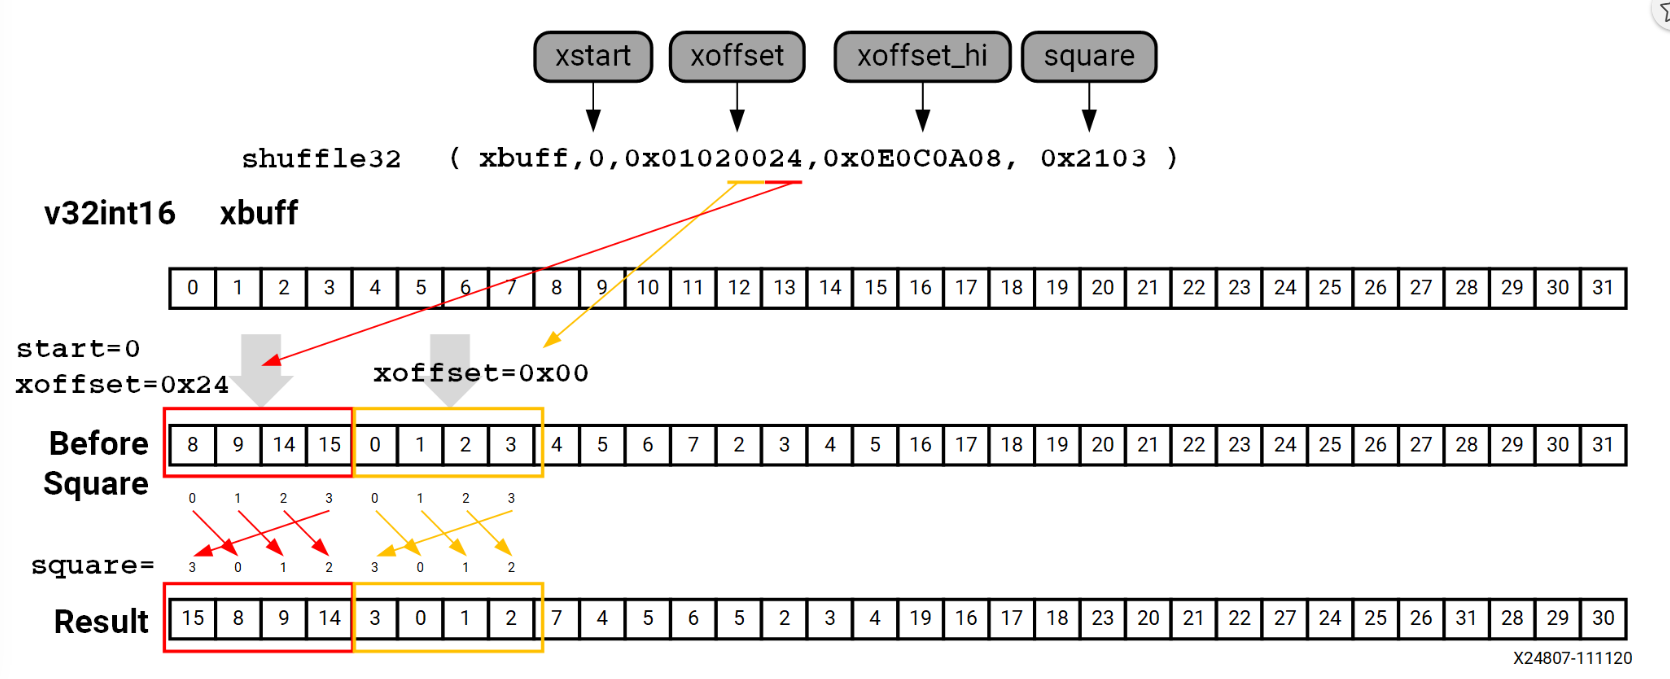 xstart xoffset xoffset_hi square
shuffle32 ( xbuff,0,0x01020024,0x0E0C0A08, 0x2103 )
v32int16 xbuff
0 1 2 3 4 5 6 7 8 9 10 11 12 13 14 15 16 17 18 19 20 21 22 23 24 25 26 27 28 29 30 31
start=0
xoffset=0x24 xoffset=0x00
Before
Square
8 9 14 15 0 1 2 3 4 5 6 7 2 3 4 5 16 17 18 19 20 21 22 23 24 25 26 27 28 29 30 31
0 1 2 3 0 1 2 3
square= 3 0 1 2 3 0 1 2
Result 15 8 9 14 3 0 1 2 7 4 5 6 5 2 3 4 19 16 17 18 23 20 21 22 27 24 25 26 31 28 29 30
X24807-111120